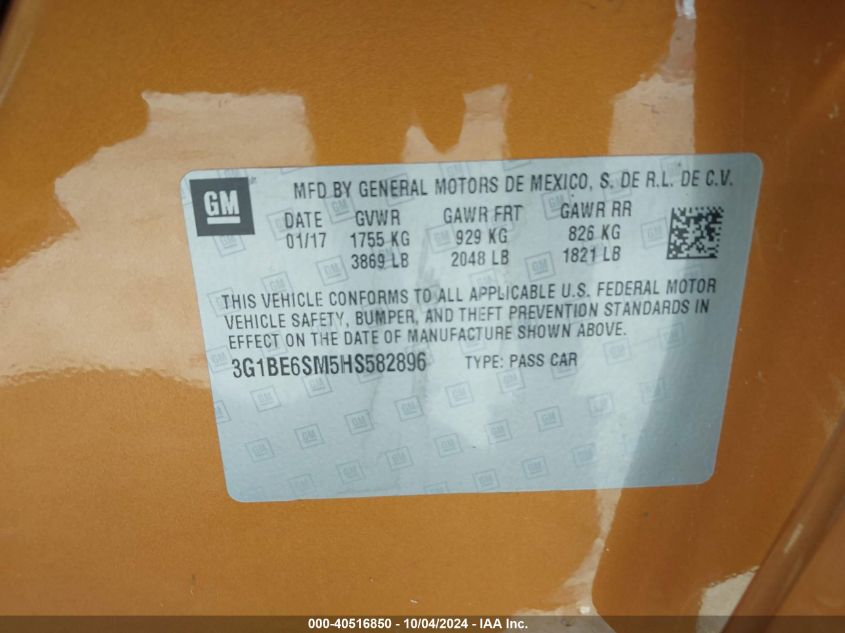 GM
MFD BY GENERAL MOTORS DE MEXICO, S. DE R.L. DE C.V.
DATE GVWR GAWR FRT GAWR RR
01/17 1755 KG 929 KG 826 KG
3869 LB 2048 LB 1821 LB
THIS VEHICLE CONFORMS TO ALL APPLICABLE U.S. FEDERAL MOTOR
VEHICLE SAFETY, BUMPER, AND THEFT PREVENTION STANDARDS IN
EFFECT ON THE DATE OF MANUFACTURE SHOWN ABOVE.
3G1BE6SM5HS582896 TYPE: PASS CAR
000-40516850 - 10/04/2024 - IAA Inc.